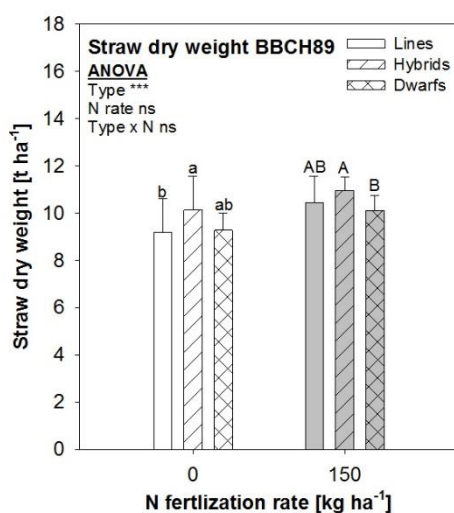 18
16
14
12
10
8
6
4
2
0
Straw dry weight [t ha-1]
Straw dry weight BBCH89
ANOVA
Type ***
N rate ns
Type x N ns
Lines
Hybrids
Dwarfs
b
a
ab
AB
A
B
0
150
N fertlization rate [kg ha-1]